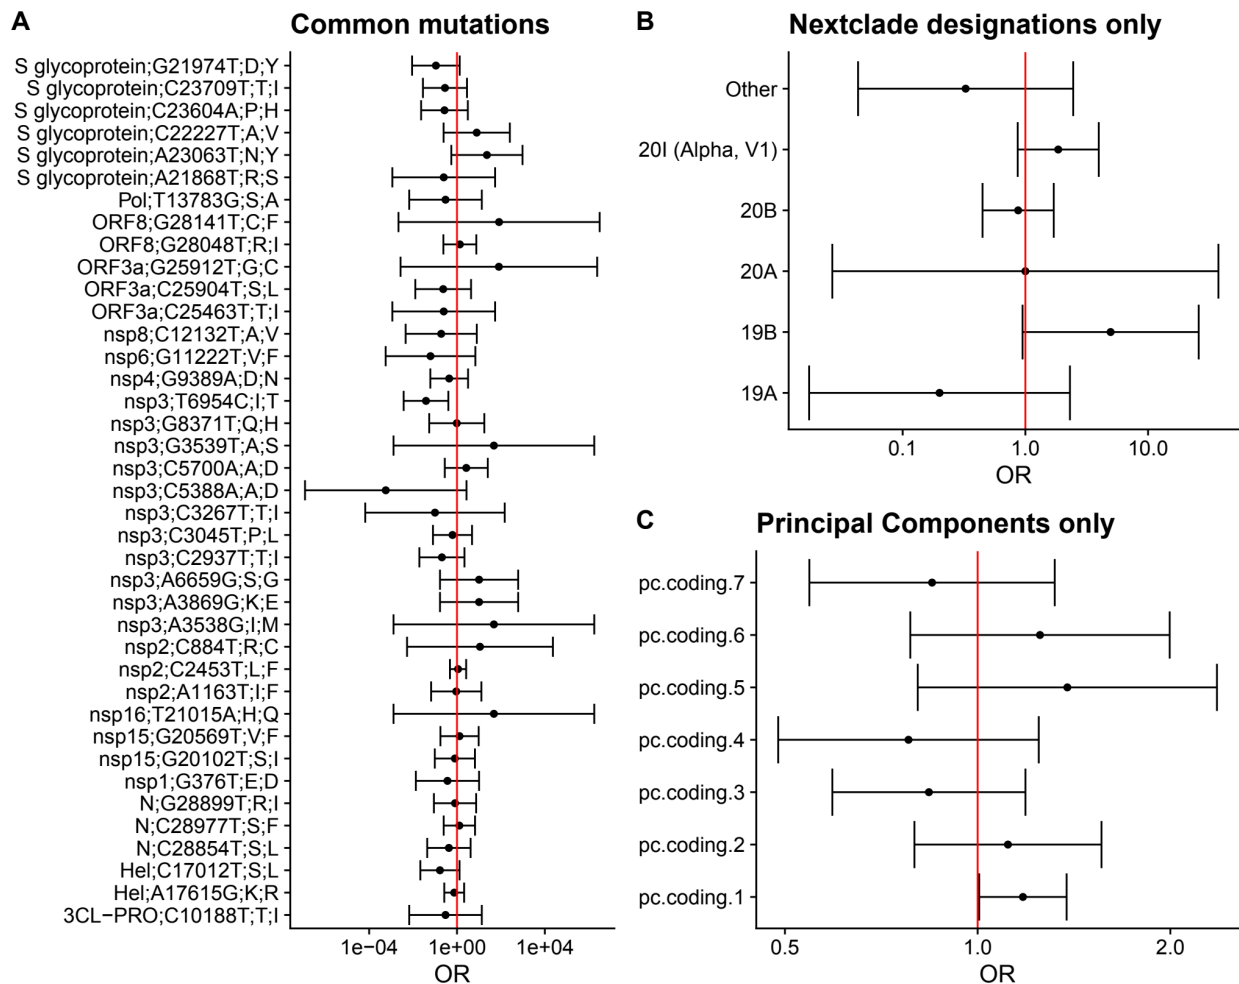 A
Common mutations
S glycoprotein;G21974T;D;Y
S glycoprotein;C23709T;T;I
S glycoprotein;C23604A;P;H
S glycoprotein;C22227T;A;V
S glycoprotein;A23063T;N;Y
S glycoprotein;A21868T;R;S
Pol;T13783G;S;A
ORF8;G28141T;C;F
ORF8;G28048T;R;I
ORF3a;G25912T;G;C
ORF3a;C25904T;S;L
ORF3a;C25463T;T;I
nsp8;C12132T;A;V
nsp6;G11222T;V;F
nsp4;G9389A;D;N
nsp3;T6954C;I;T
nsp3;G8371T;Q;H
nsp3;G3539T;A;S
nsp3;C5700A;A;D
nsp3;C5388A;A;D
nsp3;C3267T;T;I
nsp3;C3045T;P;L
nsp3;C2937T;T;I
nsp3;A6659G;S;G
nsp3;A3869G;K;E
nsp3;A3538G;I;M
nsp2;C884T;R;C
nsp2;C2453T;L;F
nsp2;A1163T;I;F
nsp16;T21015A;H;Q
nsp15;G20569T;V;F
nsp15;G20102T;S;I
nsp1;G376T;E;D
N;G28899T;R;I
N;C28977T;S;F
N;C28854T;S;L
Hel;C17012T;S;L
Hel;A17615G;K;R
3CL−PRO;C10188T;T;I
1e−04 1e+00 1e+04
OR
B
Nextclade designations only
Other
20I (Alpha, V1)
20B
20A
19B
19A
0.1 1.0 10.0
OR
C
Principal Components only
pc.coding.7
pc.coding.6
pc.coding.5
pc.coding.4
pc.coding.3
pc.coding.2
pc.coding.1
0.5 1.0 2.0
OR